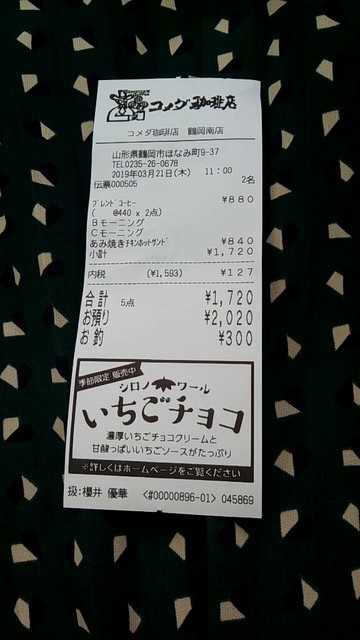 コメダ珈琲店
コメダ珈琲店 鶴岡南店
山形県鶴岡市ほなみ町9-37
TEL0235-26-0678
2019年03月21日(木) 11:00
伝票000505 2名
ブレンドコーヒー ¥880
( @440 x 2点)
Bモーニング
Cモーニング
あみ焼きチキンホットサンド ¥840
小計 ¥1,720
内税 (¥1,593) ¥127
合計 5点 ¥1,720
お預り ¥2,020
お釣 ¥300
季節限定 販売中
シロノワール
いちごチョコ
濃厚いちごチョコクリームと
甘酸っぱいいちごソースがたっぷり
※詳しくはホームページをご覧ください
扱:櫻井 優華 <#00000896-01> 045869